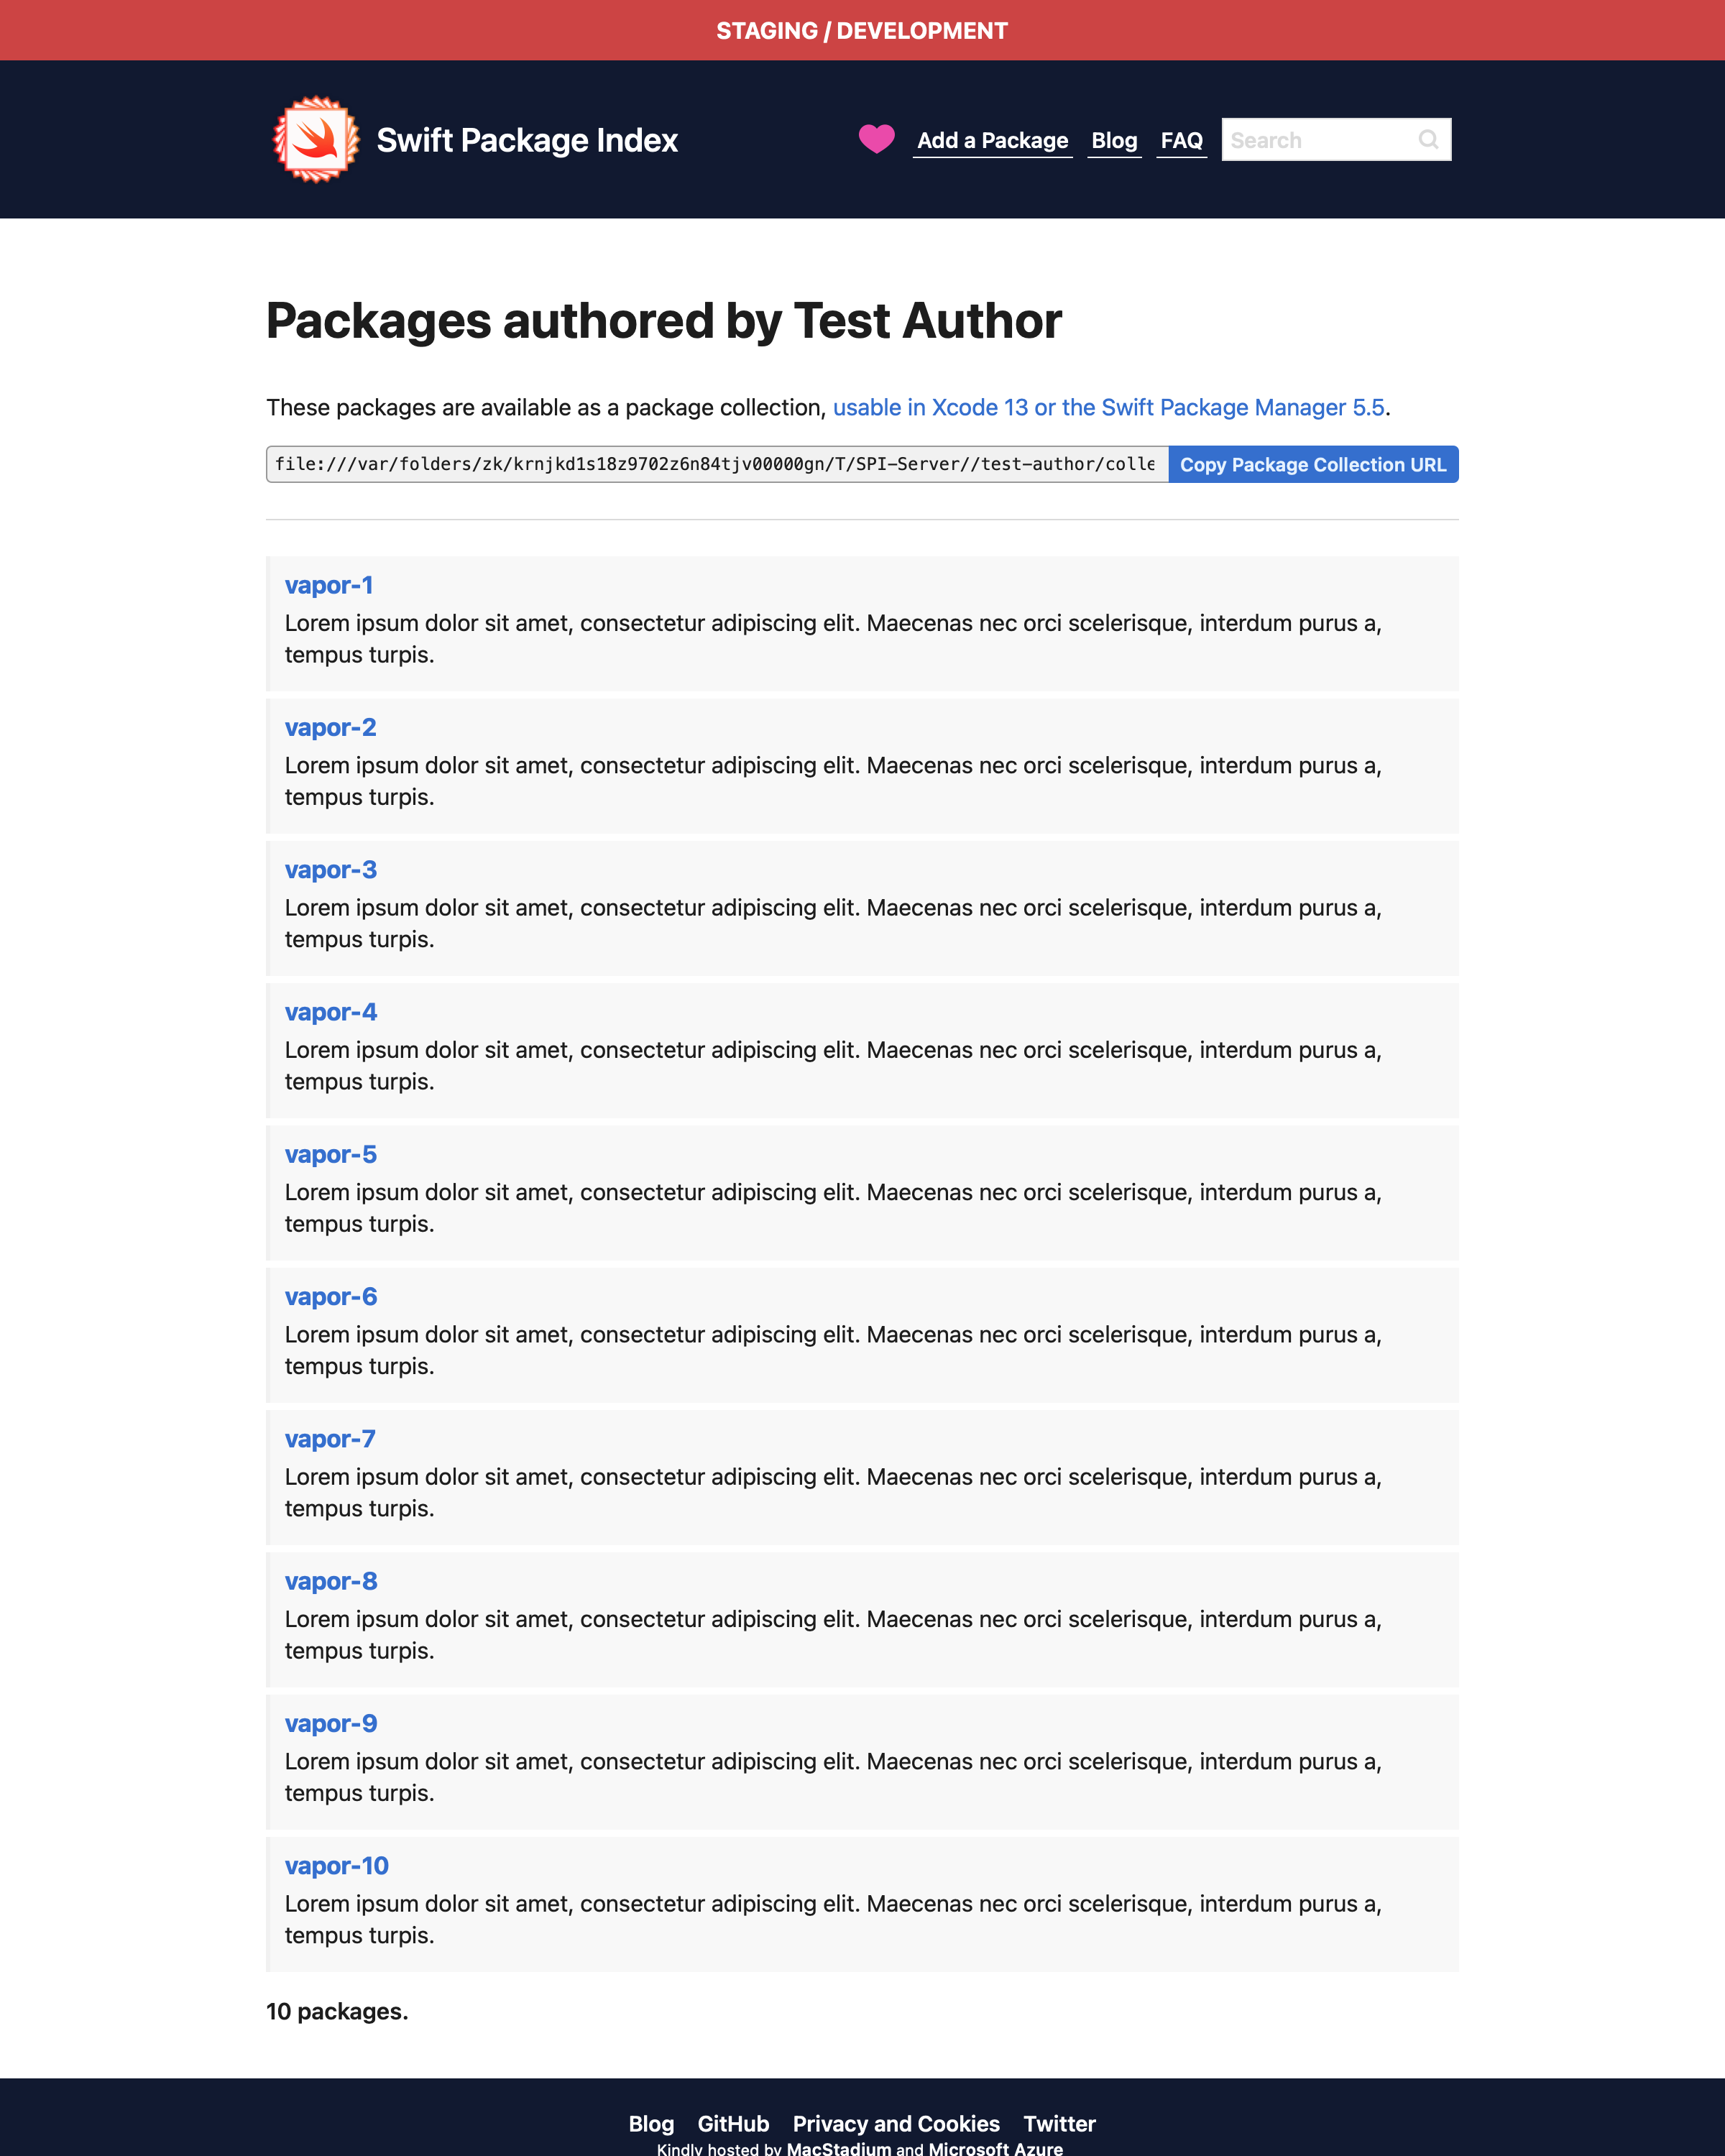 STAGING / DEVELOPMENT
Swift Package Index
Add a Package Blog FAQ Search
Packages authored by Test Author
These packages are available as a package collection, usable in Xcode 13 or the Swift Package Manager 5.5.
file:///var/folders/zk/krnjkd1s18z9702z6n84tjv00000gn/T/SPI-Server//test-author/colle Copy Package Collection URL
vapor-1
Lorem ipsum dolor sit amet, consectetur adipiscing elit. Maecenas nec orci scelerisque, interdum purus a,
tempus turpis.
vapor-2
Lorem ipsum dolor sit amet, consectetur adipiscing elit. Maecenas nec orci scelerisque, interdum purus a,
tempus turpis.
vapor-3
Lorem ipsum dolor sit amet, consectetur adipiscing elit. Maecenas nec orci scelerisque, interdum purus a,
tempus turpis.
vapor-4
Lorem ipsum dolor sit amet, consectetur adipiscing elit. Maecenas nec orci scelerisque, interdum purus a,
tempus turpis.
vapor-5
Lorem ipsum dolor sit amet, consectetur adipiscing elit. Maecenas nec orci scelerisque, interdum purus a,
tempus turpis.
vapor-6
Lorem ipsum dolor sit amet, consectetur adipiscing elit. Maecenas nec orci scelerisque, interdum purus a,
tempus turpis.
vapor-7
Lorem ipsum dolor sit amet, consectetur adipiscing elit. Maecenas nec orci scelerisque, interdum purus a,
tempus turpis.
vapor-8
Lorem ipsum dolor sit amet, consectetur adipiscing elit. Maecenas nec orci scelerisque, interdum purus a,
tempus turpis.
vapor-9
Lorem ipsum dolor sit amet, consectetur adipiscing elit. Maecenas nec orci scelerisque, interdum purus a,
tempus turpis.
vapor-10
Lorem ipsum dolor sit amet, consectetur adipiscing elit. Maecenas nec orci scelerisque, interdum purus a,
tempus turpis.
10 packages.
Blog GitHub Privacy and Cookies Twitter
Kindly hosted by MacStadium and Microsoft Azure